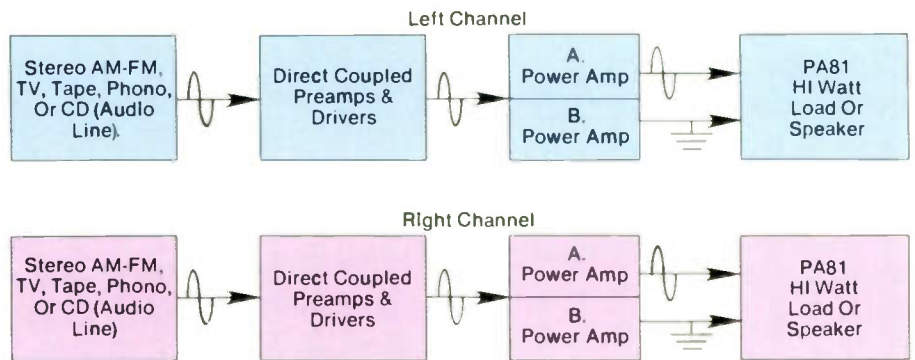 Left Channel
Stereo AM-FM,
TV, Tape, Phono,
Or CD (Audio
Line).
Direct Coupled
Preamps &
Drivers
A.
Power Amp
B.
Power Amp
PA81
HI Watt
Load Or
Speaker
Right Channel
Stereo AM-FM,
TV, Tape, Phono,
Or CD (Audio
Line)
Direct Coupled
Preamps &
Drivers
A.
Power Amp
B.
Power Amp
PA81
HI Watt
Load Or
Speaker